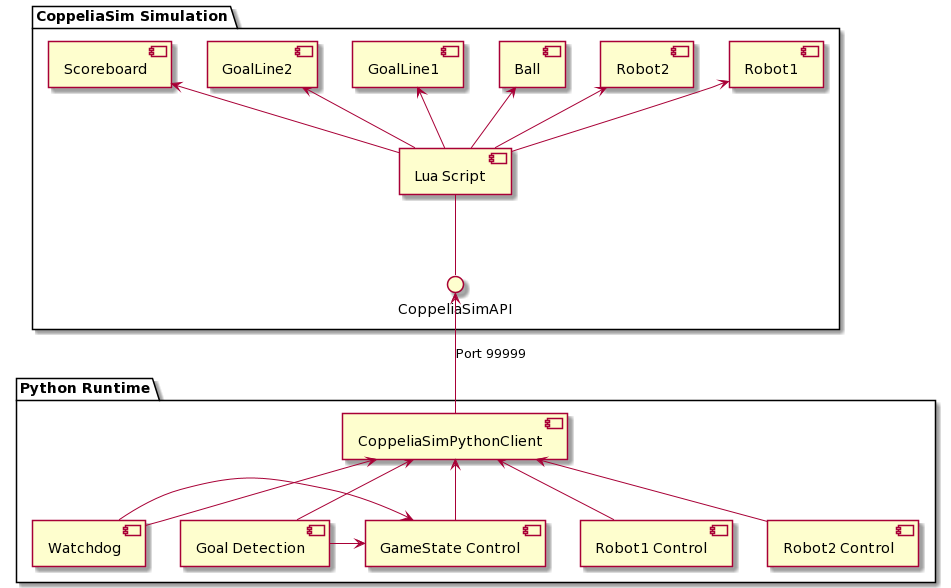 CoppeliaSim Simulation
Scoreboard
GoalLine2
GoalLine1
Ball
Robot2
Robot1
Lua Script
CoppeliaSimAPI
Port 99999
Python Runtime
CoppeliaSimPythonClient
Watchdog
Goal Detection
GameState Control
Robot1 Control
Robot2 Control